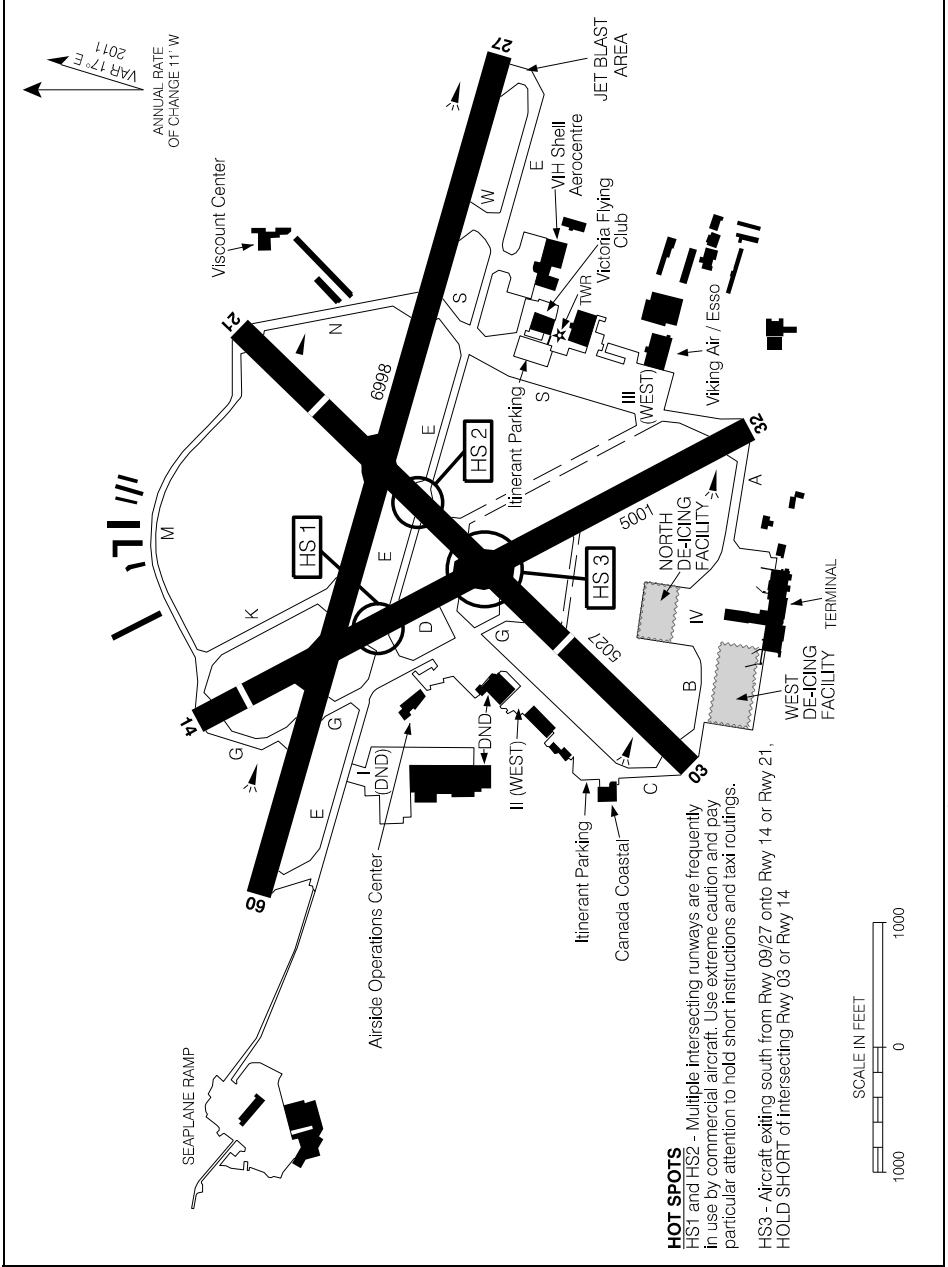 VAR 17° E
2011
ANNUAL RATE
OF CHANGE 11' W
27
JET BLAST
AREA
Viscount Center
W
E
VIH Shell
Aerocentre
Victoria Flying
Club
TWR
S
21
N
6998
E
Itinerant Parking
S
III
(WEST)
Viking Air / Esso
HS 2
M
HS 1
E
K
HS 3
5001
32
A
NORTH
DE-ICING
FACILITY
IV
TERMINAL
D
G
5027
B
WEST
DE-ICING
FACILITY
14
G
G
DND
II (WEST)
I
(DND)
E
C
03
09
Airside Operations Center
Itinerant Parking
Canada Coastal
SEAPLANE RAMP
HOT SPOTS
HS1 and HS2 - Multiple intersecting runways are frequently
in use by commercial aircraft. Use extreme caution and pay
particular attention to hold short instructions and taxi routings.
HS3 - Aircraft exiting south from Rwy 09/27 onto Rwy 14 or Rwy 21,
HOLD SHORT of intersecting Rwy 03 or Rwy 14
SCALE IN FEET
1000 0 1000